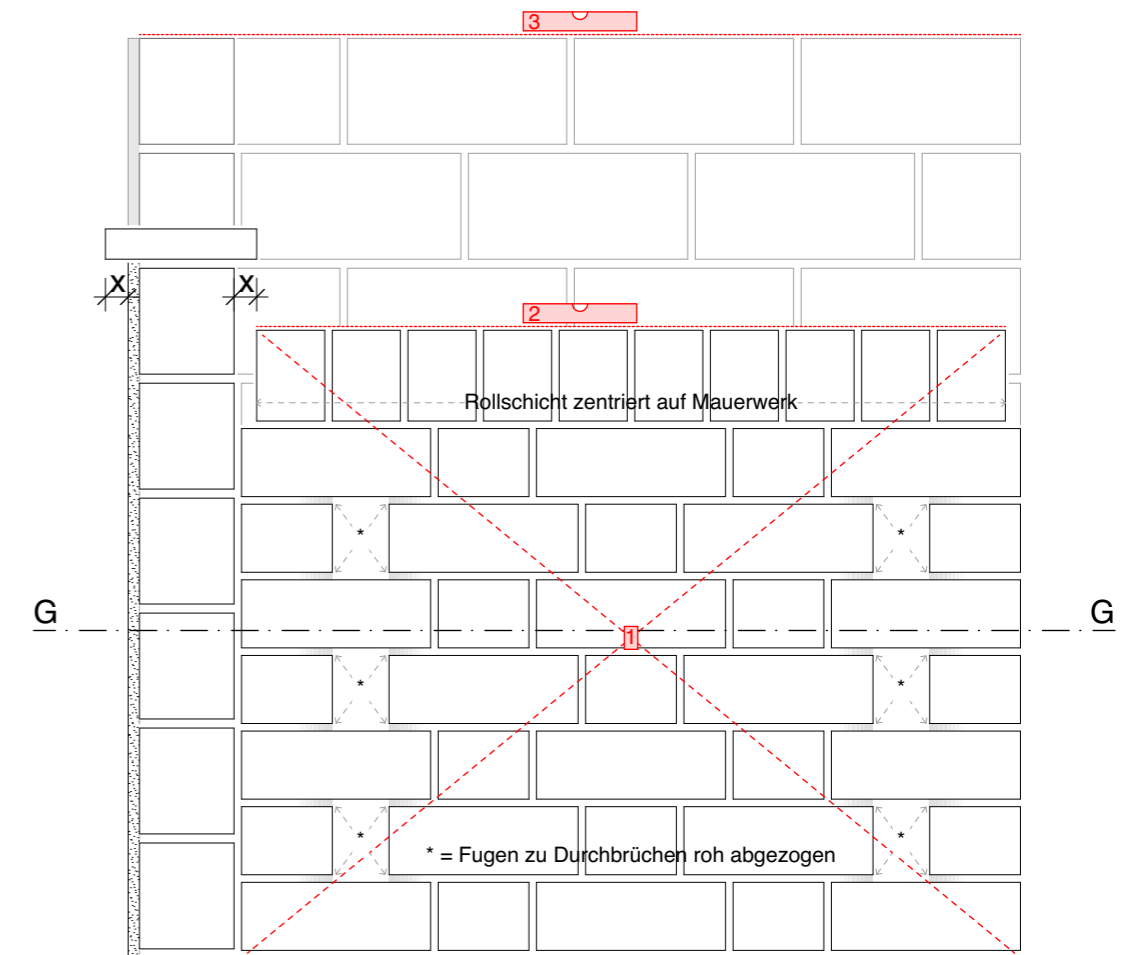 3
X X
2
Rollschicht zentriert auf Mauerwerk
* *
G G
1
* *
* *
* = Fugen zu Durchbrüchen roh abgezogen